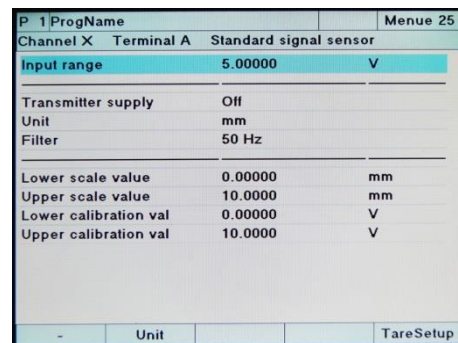 P 1 ProgName Menue 25
Channel X Terminal A Standard signal sensor
Input range 5.00000 V
Transmitter supply Off
Unit mm
Filter 50 Hz
Lower scale value 0.00000 mm
Upper scale value 10.0000 mm
Lower calibration val 0.00000 V
Upper calibration val 10.0000 V
- Unit TareSetup